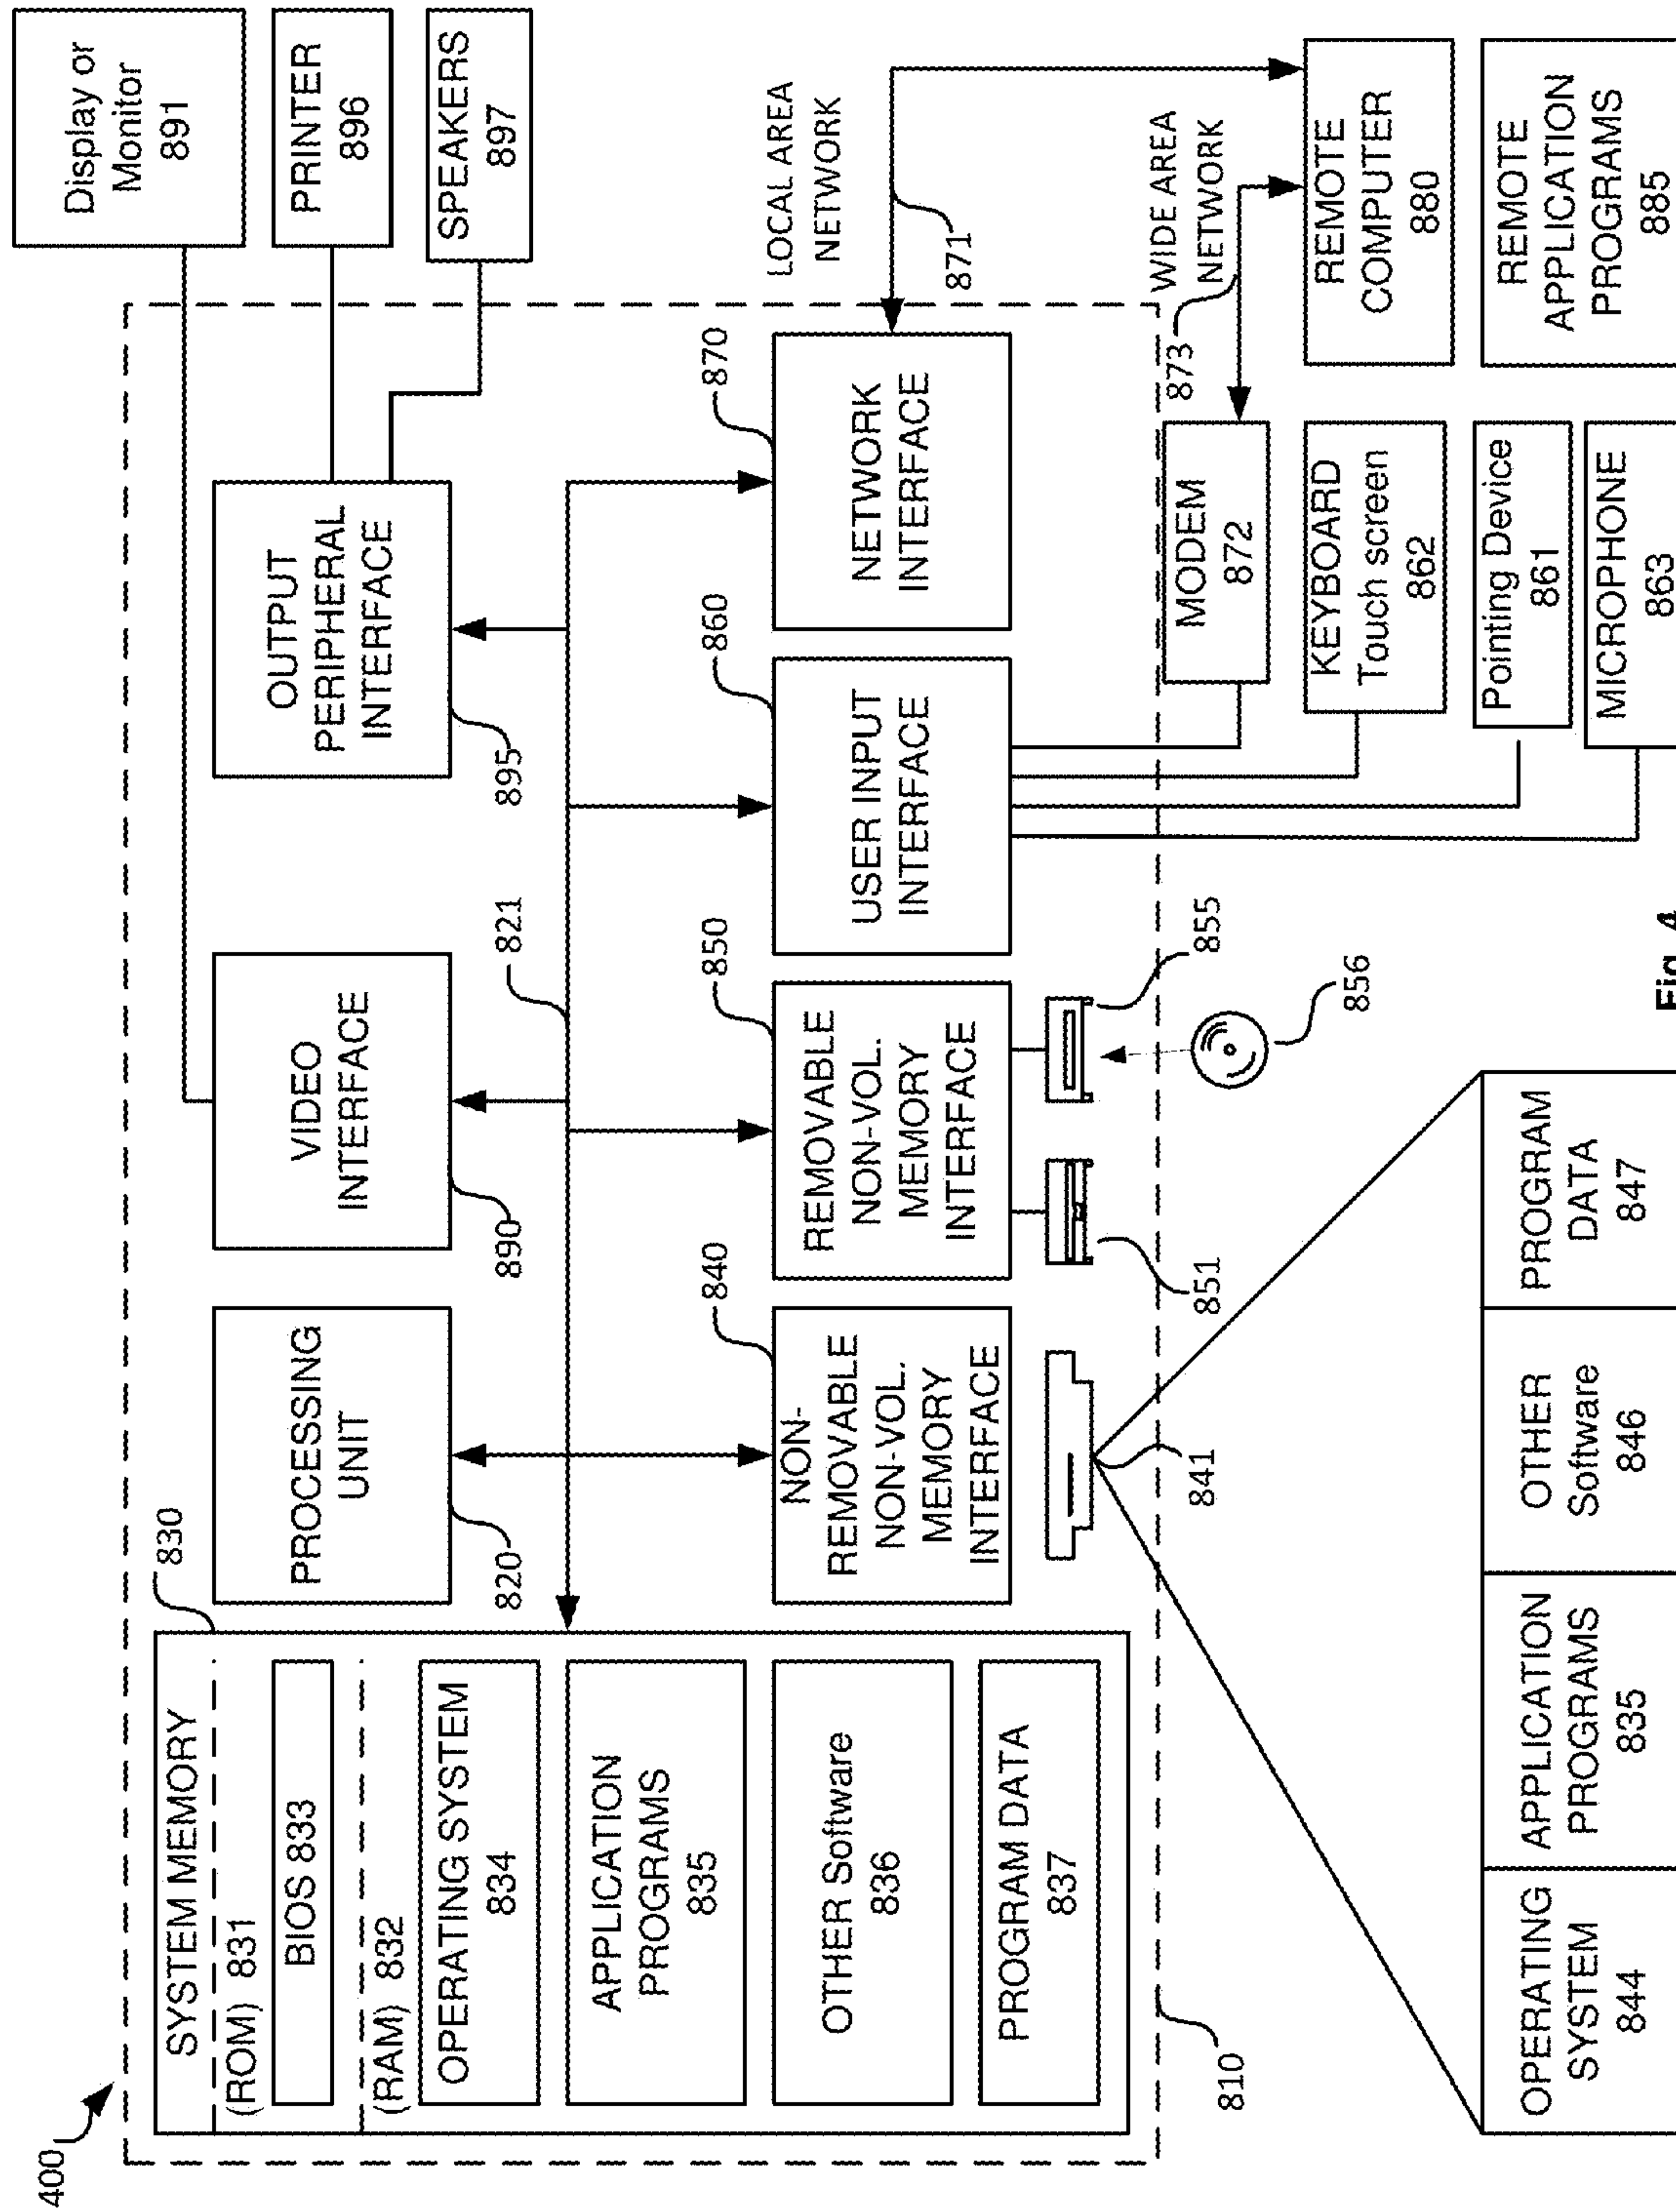 400
SYSTEM MEMORY
(ROM) 831
BIOS 833
(RAM) 832
OPERATING SYSTEM
834
APPLICATION
PROGRAMS
835
OTHER Software
836
PROGRAM DATA
837
830
PROCESSING
UNIT
820
VIDEO
INTERFACE
890
821
OUTPUT
PERIPHERAL
INTERFACE
895
Display or
Monitor
891
PRINTER
896
SPEAKERS
897
NON-
REMOVABLE
NON-VOL.
MEMORY
INTERFACE
840
REMOVABLE
NON-VOL.
MEMORY
INTERFACE
850
USER INPUT
INTERFACE
860
NETWORK
INTERFACE
870
LOCAL AREA
NETWORK
871
810
841
851
855
856
873
WIDE AREA
NETWORK
MODEM
872
KEYBOARD
Touch screen
862
Pointing Device
861
MICROPHONE
863
REMOTE
COMPUTER
880
REMOTE
APPLICATION
PROGRAMS
885
OPERATING
SYSTEM
844
APPLICATION
PROGRAMS
835
OTHER
Software
846
PROGRAM
DATA
847
Fig. 4